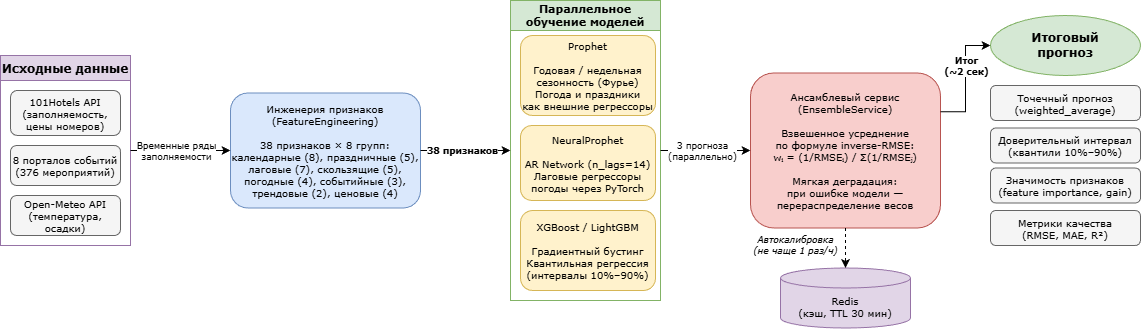 Исходные данные
101Hotels API
(заполняемость,
цены номеров)
8 порталов событий
(376 мероприятий)
Open-Meteo API
(температура,
осадки)
Временные ряды
заполняемости
Инженерия признаков
(FeatureEngineering)
38 признаков × 8 групп:
календарные (8), праздничные (5),
лаговые (7), скользящие (5),
погодные (4), событийные (3),
трендовые (2), ценовые (4)
38 признаков
Параллельное
обучение моделей
Prophet
Годовая / недельная
сезонность (Фурье)
Погода и праздники
как внешние регрессоры
NeuralProphet
AR Network (n_lags=14)
Лаговые регрессоры
погоды через PyTorch
XGBoost / LightGBM
Градиентный бустинг
Квантильная регрессия
(интервалы 10%–90%)
3 прогноза
(параллельно)
Ансамблевый сервис
(EnsembleService)
Взвешенное усреднение
по формуле inverse-RMSE:
wᵢ = (1/RMSEᵢ) / Σ(1/RMSEⱼ)
Мягкая деградация:
при ошибке модели —
перераспределение весов
Автокалибровка
(не чаще 1 раз/ч)
Redis
(кэш, TTL 30 мин)
Итог
(~2 сек)
Итоговый
прогноз
Точечный прогноз
(weighted_average)
Доверительный интервал
(квантили 10%–90%)
Значимость признаков
(feature importance, gain)
Метрики качества
(RMSE, MAE, R²)